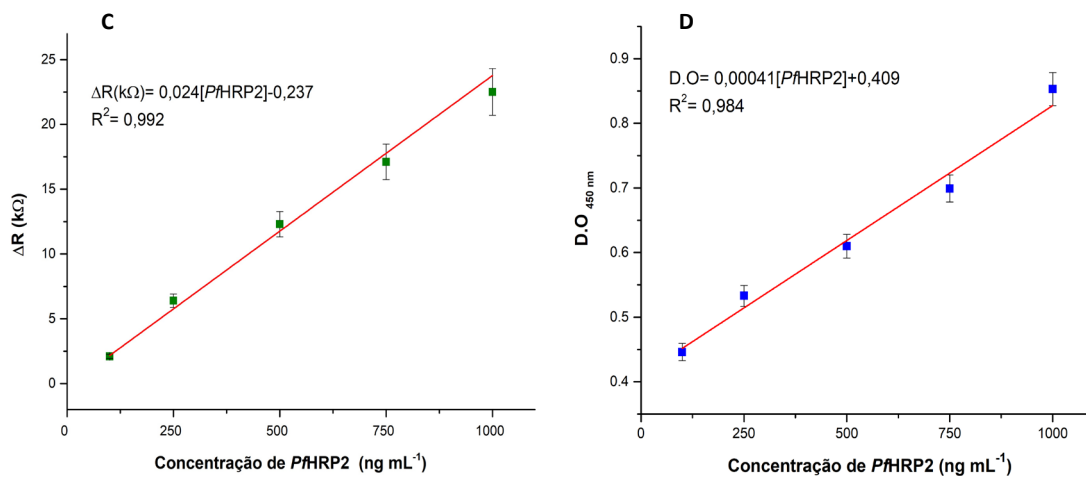 C
ΔR(kΩ)= 0,024[PfHRP2]-0,237
R²= 0,992
ΔR (kΩ)
25
20
15
10
5
0
0 250 500 750 1000
Concentração de PfHRP2 (ng mL⁻¹)
D
D.O= 0,00041[PfHRP2]+0,409
R²= 0,984
D.O 450 nm
0.9
0.8
0.7
0.6
0.5
0.4
0 250 500 750 1000
Concentração de PfHRP2 (ng mL⁻¹)